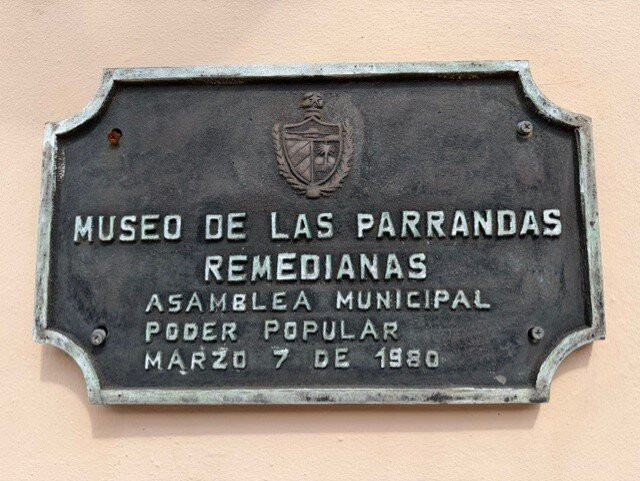 MUSEO DE LAS PARRANDAS
REMEDIANAS
ASAMBLEA MUNICIPAL
PODER POPULAR
MARZO 7 DE 1980